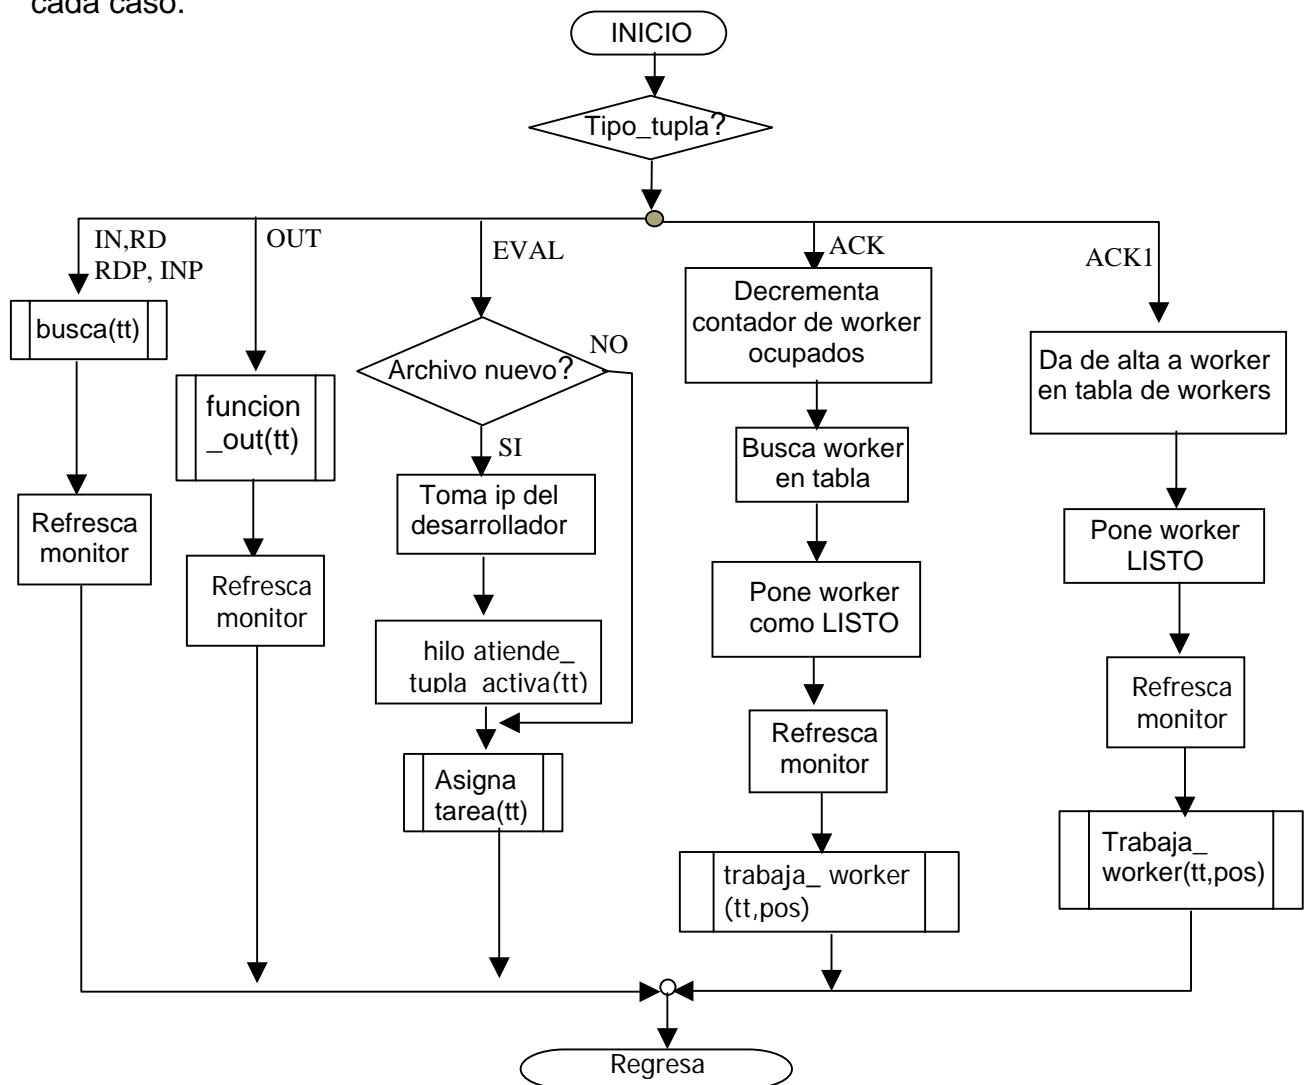 cada caso.
INICIO
Tipo_tupla?
IN,RD
RDP, INP
OUT
EVAL
ACK
ACK1
busca(tt)
Refresca
monitor
funcion
_out(tt)
Refresca
monitor
Archivo nuevo?
NO
SI
Toma ip del
desarrollador
hilo atiende_
tupla_activa(tt)
Asigna
tarea(tt)
Decrementa
contador de worker
ocupados
Busca worker
en tabla
Pone worker
como LISTO
Refresca
monitor
trabaja_ worker
(tt,pos)
Da de alta a worker
en tabla de workers
Pone worker
LISTO
Refresca
monitor
Trabaja_
worker(tt,pos)
Regresa